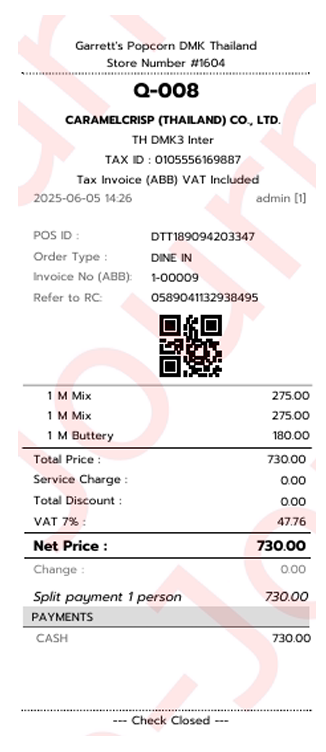 Garrett's Popcorn DMK Thailand
Store Number #1604
Q-008
CARAMELCRISP (THAILAND) CO., LTD.
TH DMK3 Inter
TAX ID : 0105556169887
Tax Invoice (ABB) VAT Included
2025-06-05 14:26 admin [1]
POS ID : DTT189094203347
Order Type : DINE IN
Invoice No (ABB): 1-00009
Refer to RC: 0589041132938495
1 M Mix 275.00
1 M Mix 275.00
1 M Buttery 180.00
Total Price : 730.00
Service Charge : 0.00
Total Discount : 0.00
VAT 7% : 47.76
Net Price : 730.00
Change : 0.00
Split payment 1 person 730.00
PAYMENTS
CASH 730.00
--- Check Closed ---